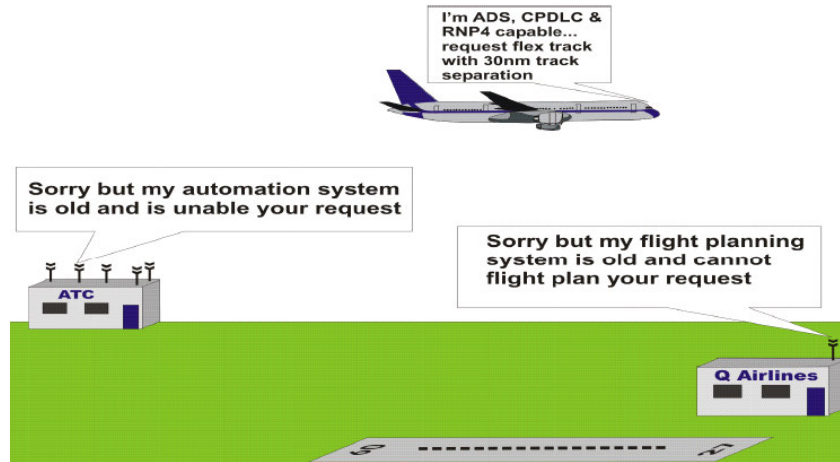 I'm ADS, CPDLC &
RNP4 capable...
request flex track
with 30nm track
separation
Sorry but my automation system
is old and is unable your request
Sorry but my flight planning
system is old and cannot
flight plan your request
ATC
Q Airlines
09
27